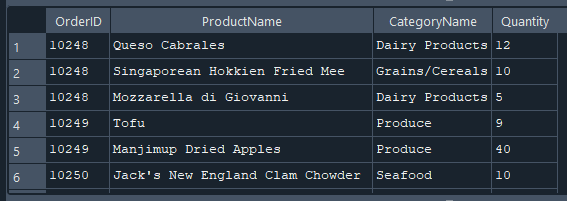 OrderID ProductName CategoryName Quantity
1 10248 Queso Cabrales Dairy Products 12
2 10248 Singaporean Hokkien Fried Mee Grains/Cereals 10
3 10248 Mozzarella di Giovanni Dairy Products 5
4 10249 Tofu Produce 9
5 10249 Manjimup Dried Apples Produce 40
6 10250 Jack's New England Clam Chowder Seafood 10